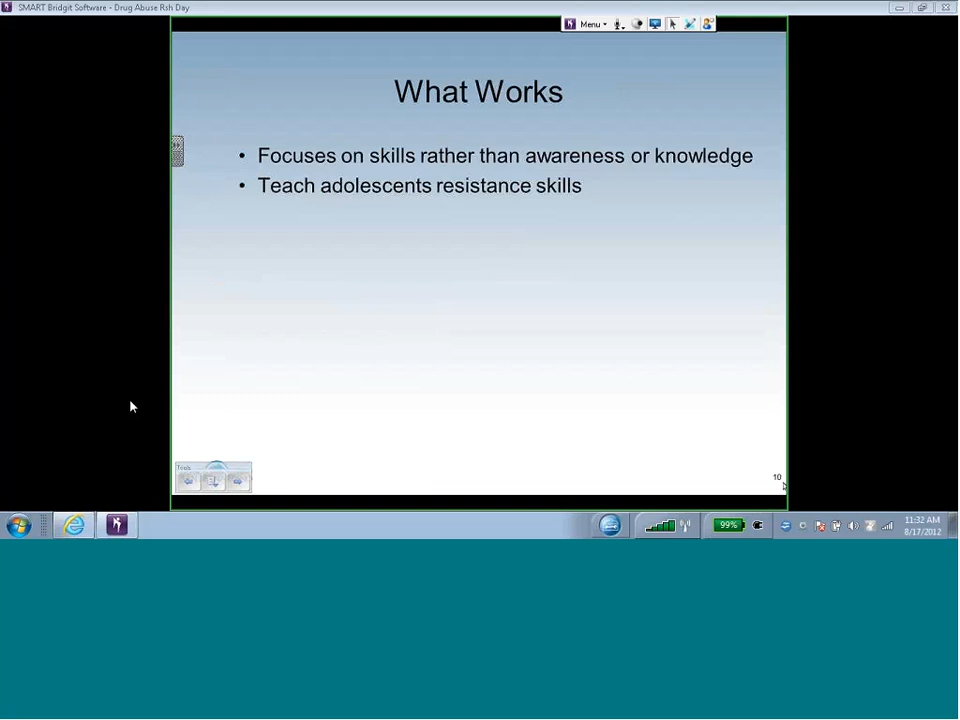 SMART Bridgit Software - Drug Abuse Rsh Day
Menu
What Works
• Focuses on skills rather than awareness or knowledge
• Teach adolescents resistance skills
Tools
10
99%
11:32 AM
8/17/2012